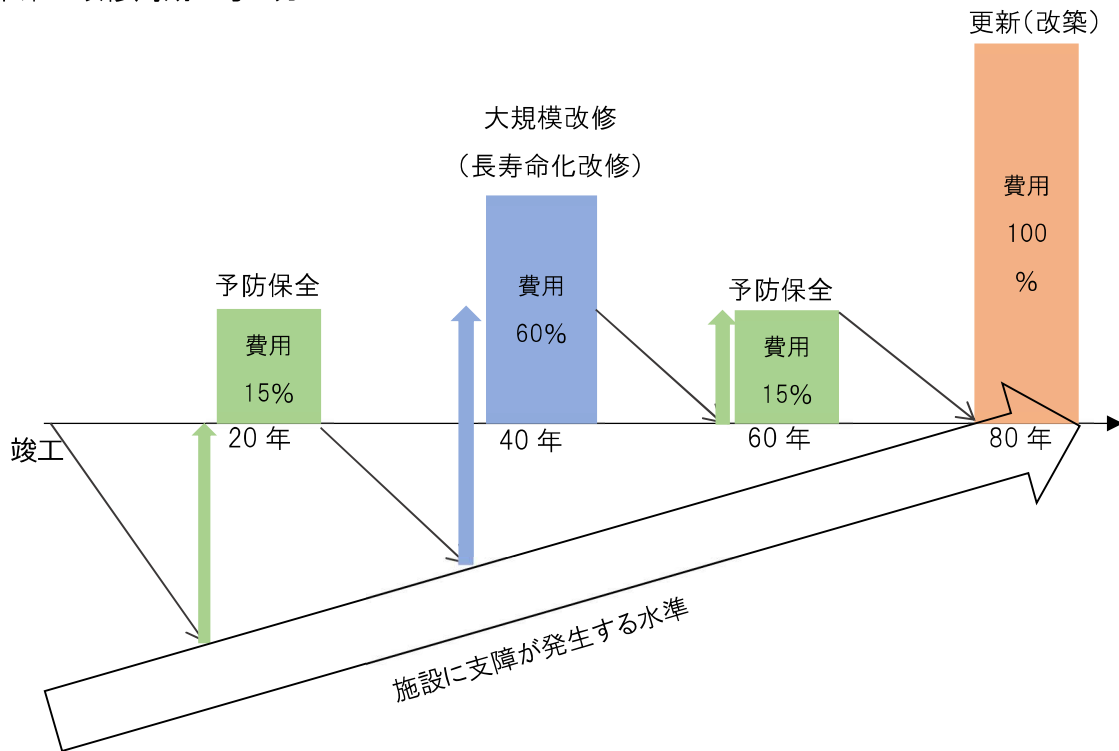 更新(改築)
大規模改修
(長寿命化改修)
費用
100
%
予防保全
費用
60%
予防保全
費用
15%
費用
15%
竣工
20 年
40 年
60 年
80 年
施設に支障が発生する水準